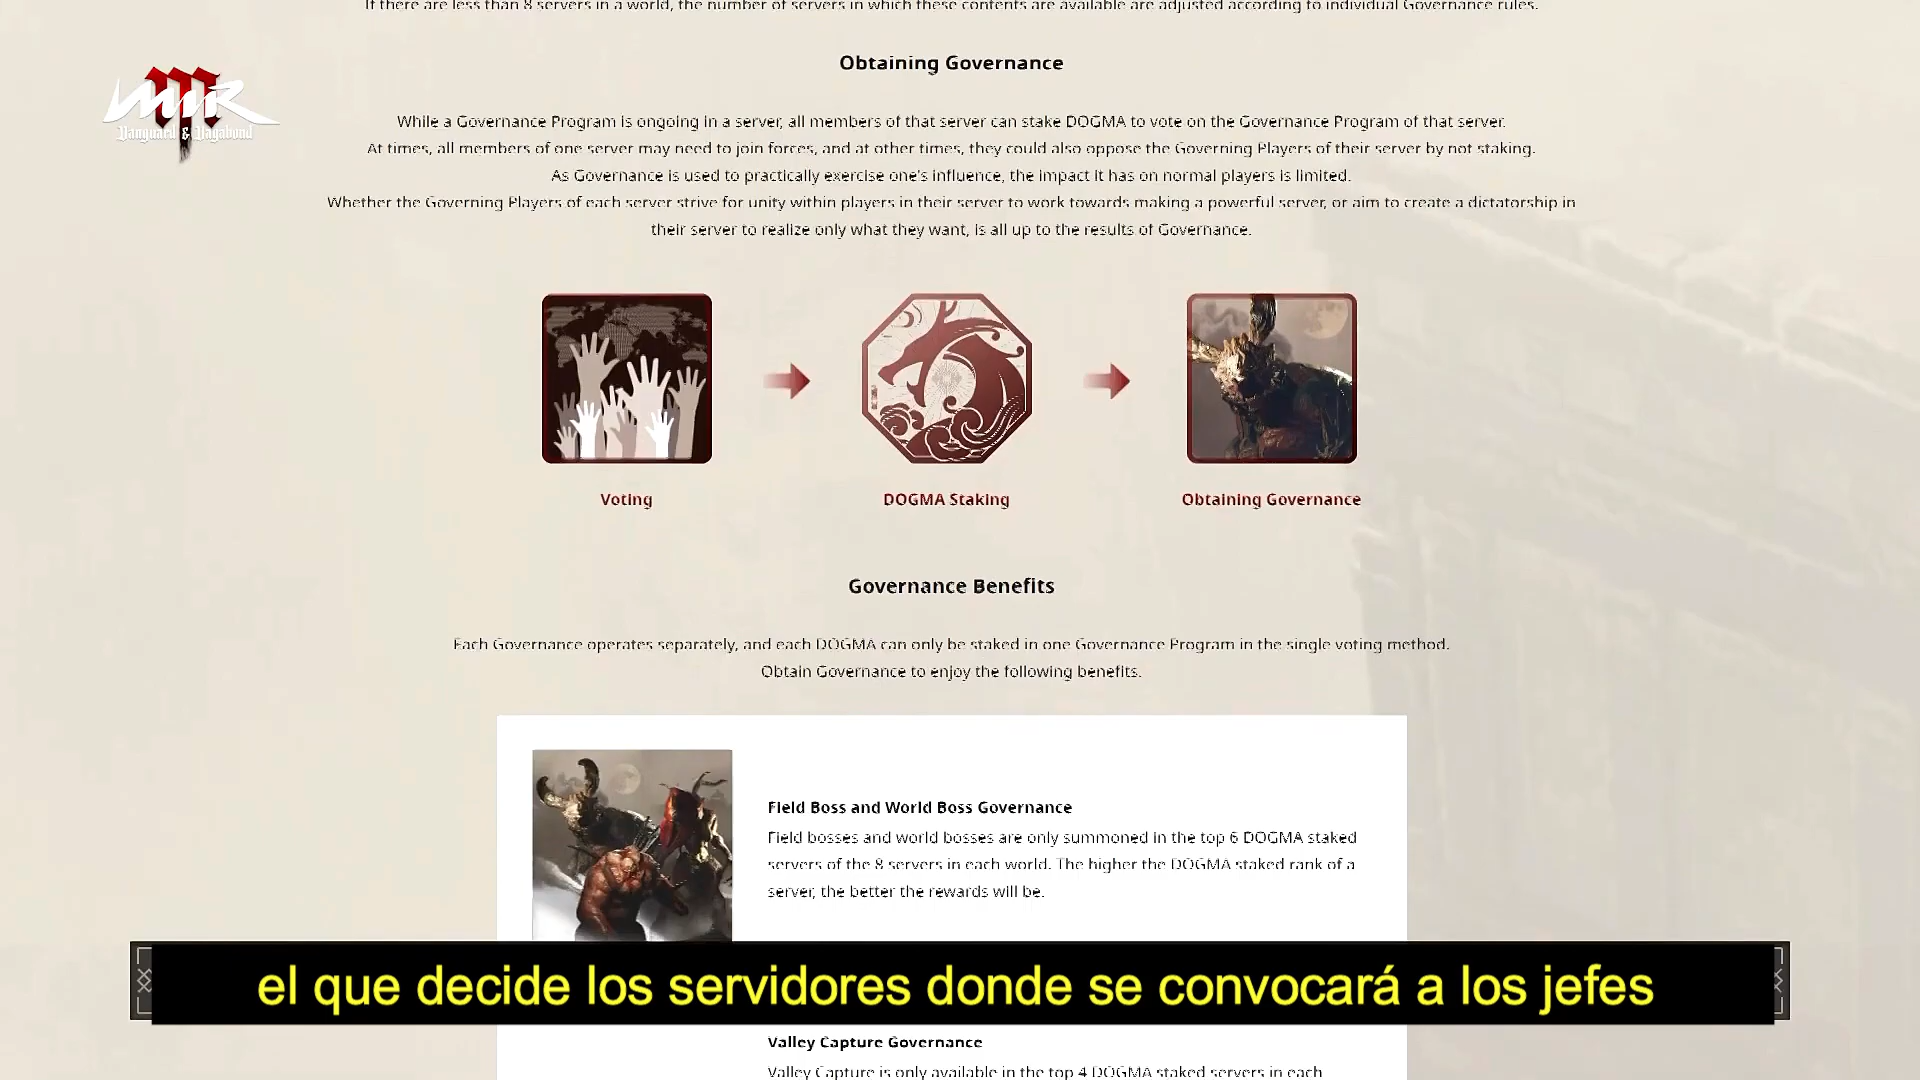 If there are less than 8 servers in a world, the number of servers in which these contents are available are adjusted according to individual Governance rules.
Obtaining Governance
MIR
Vanguard & Vagabond
While a Governance Program is ongoing in a server, all members of that server can stake DOGMA to vote on the Governance Program of that server.
At times, all members of one server may need to join forces, and at other times, they could also oppose the Governing Players of their server by not staking.
As Governance is used to practically exercise one's influence, the impact it has on normal players is limited.
Whether the Governing Players of each server strive for unity within players in their server to work towards making a powerful server, or aim to create a dictatorship in
their server to realize only what they want, is all up to the results of Governance.
Voting
DOGMA Staking
Obtaining Governance
Governance Benefits
Each Governance operates separately, and each DOGMA can only be staked in one Governance Program in the single voting method.
Obtain Governance to enjoy the following benefits.
Field Boss and World Boss Governance
Field bosses and world bosses are only summoned in the top 6 DOGMA staked
servers of the 8 servers in each world. The higher the DOGMA staked rank of a
server, the better the rewards will be.
el que decide los servidores donde se convocará a los jefes
Valley Capture Governance
Valley Capture is only available in the top 4 DOGMA staked servers in each